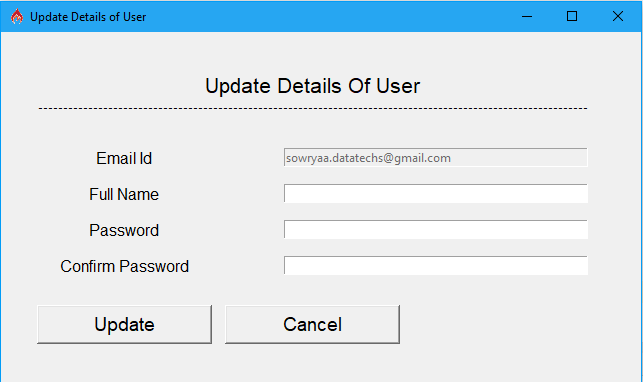 Update Details of User
Update Details Of User
Email Id sowryaa.datatechs@gmail.com
Full Name
Password
Confirm Password
Update Cancel